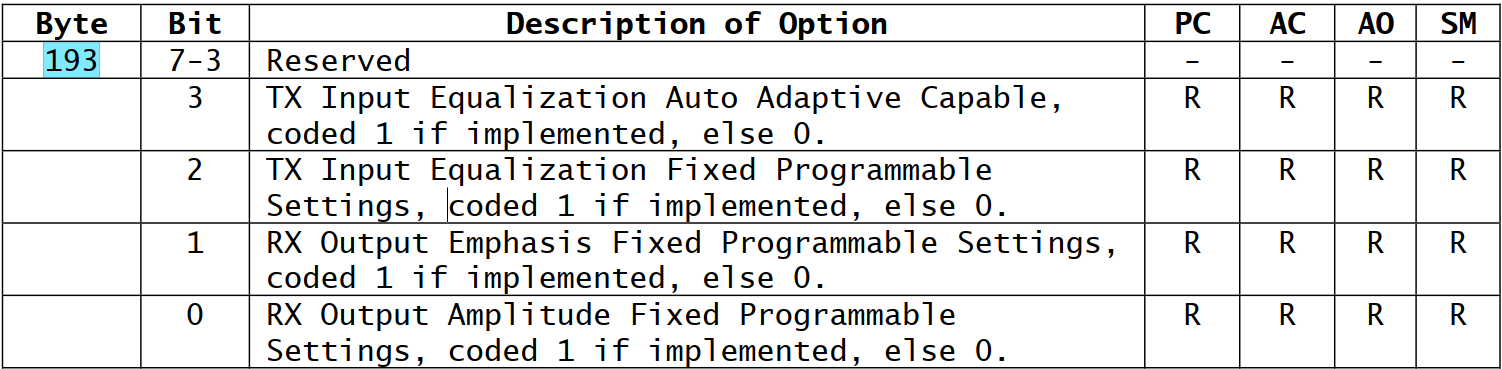 Byte Bit Description of Option PC AC AO SM
193 7-3 Reserved - - - -
3 TX Input Equalization Auto Adaptive Capable, R R R R
coded 1 if implemented, else 0.
2 TX Input Equalization Fixed Programmable R R R R
Settings, coded 1 if implemented, else 0.
1 RX Output Emphasis Fixed Programmable Settings, R R R R
coded 1 if implemented, else 0.
0 RX Output Amplitude Fixed Programmable R R R R
Settings, coded 1 if implemented, else 0.